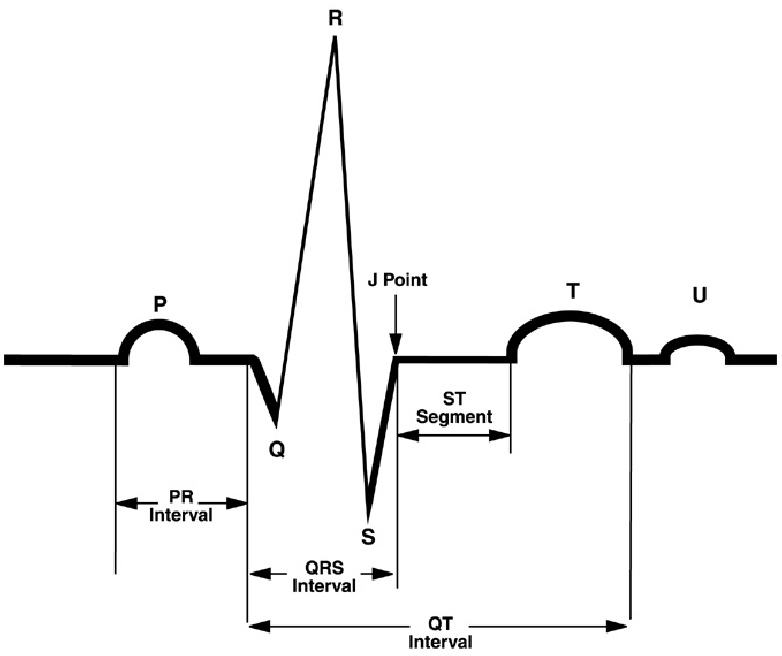 R
J Point
P
T
U
ST
Segment
Q
PR
Interval
S
QRS
Interval
QT
Interval